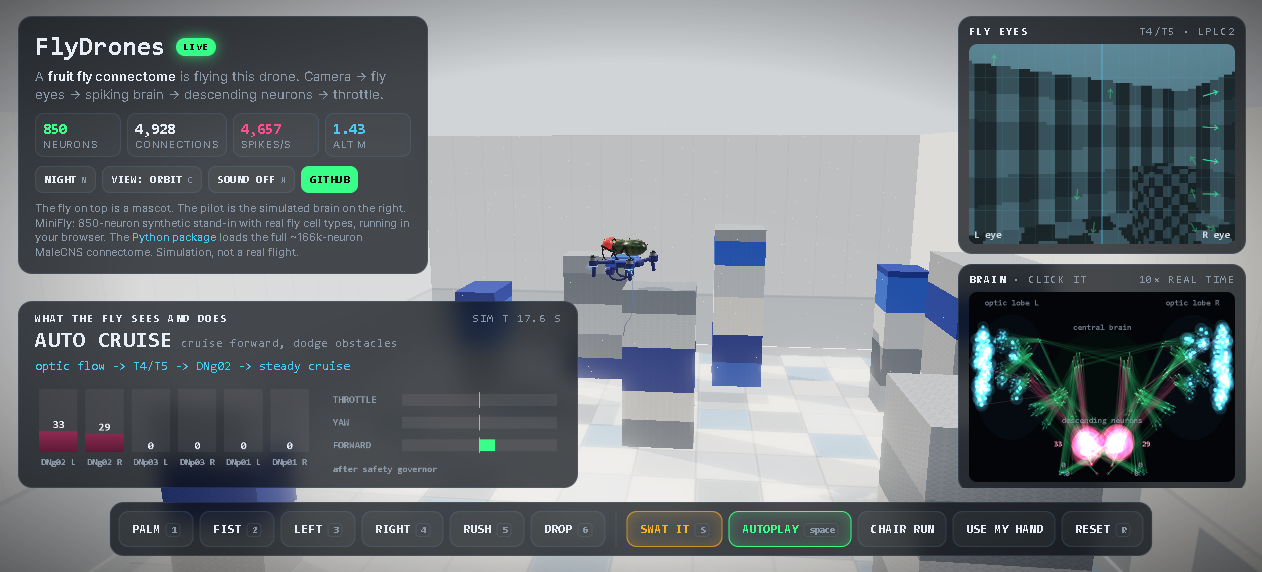 FlyDrones LIVE
A fruit fly connectome is flying this drone. Camera → fly
eyes → spiking brain → descending neurons → throttle.
850 4,928 4,657 1.43
NEURONS CONNECTIONS SPIKES/S ALT M
NIGHT N VIEW: ORBIT C SOUND OFF GITHUB
The fly on top is a mascot. The pilot is the simulated brain on the right.
MiniFly: 850-neuron synthetic stand-in with real fly cell types, running in
your browser. The Python package loads the full ~166k-neuron
MaleCNS connectome. Simulation, not a real flight.
WHAT THE FLY SEES AND DOES SIM T 17.6 S
AUTO CRUISE cruise forward, dodge obstacles
optic flow -> T4/T5 -> DNg02 -> steady cruise
33 29 0 0 0 0
DNg02 L DNg02 R DNp03 L DNp03 R DNp01 L DNp01 R
THROTTLE
YAW
FORWARD
after safety governor
FLY EYES T4/T5 · LPLC2
L eye R eye
BRAIN · CLICK IT 10× REAL TIME
optic lobe L optic lobe R
central brain
descending neurons
33 29
PALM 1 FIST 2 LEFT 3 RIGHT 4 RUSH 5 DROP 6 SWAT IT S AUTOPLAY space CHAIR RUN USE MY HAND RESET R